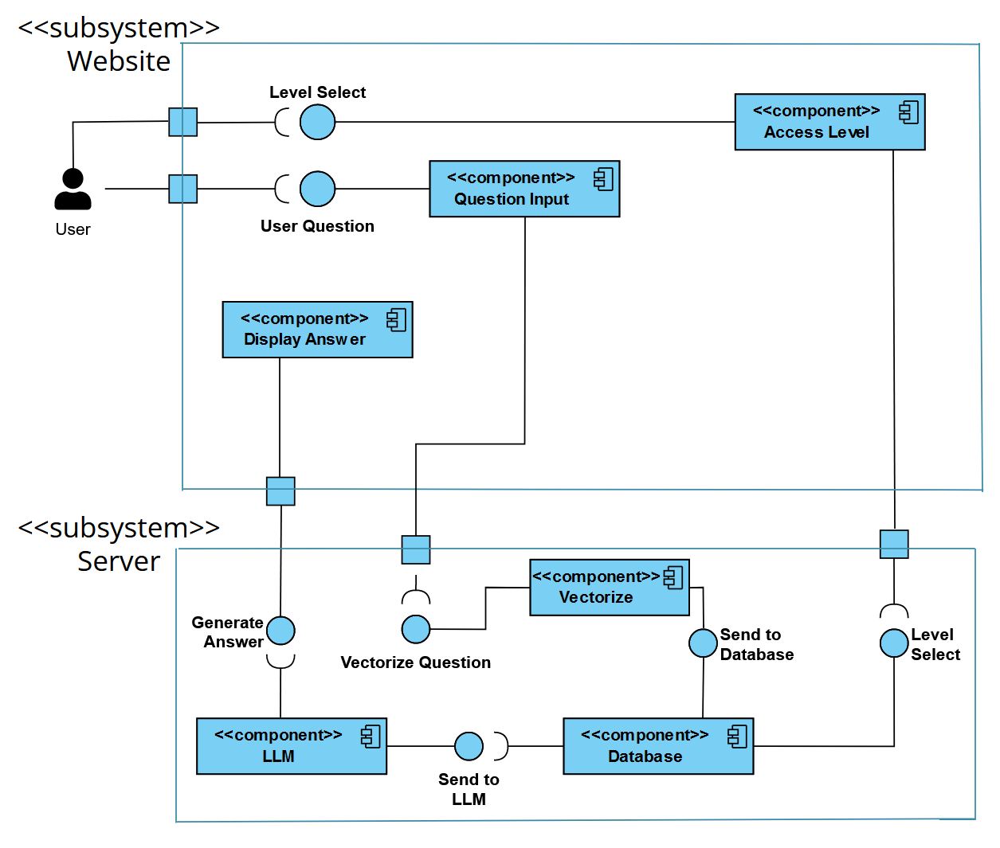 <<subsystem>>
Website
Level Select
<<component>>
Access Level
<<component>>
Question Input
User
User Question
<<component>>
Display Answer
<<subsystem>>
Server
<<component>>
Vectorize
Generate
Answer
Vectorize Question
Send to
Database
Level
Select
<<component>>
LLM
<<component>>
Database
Send to
LLM